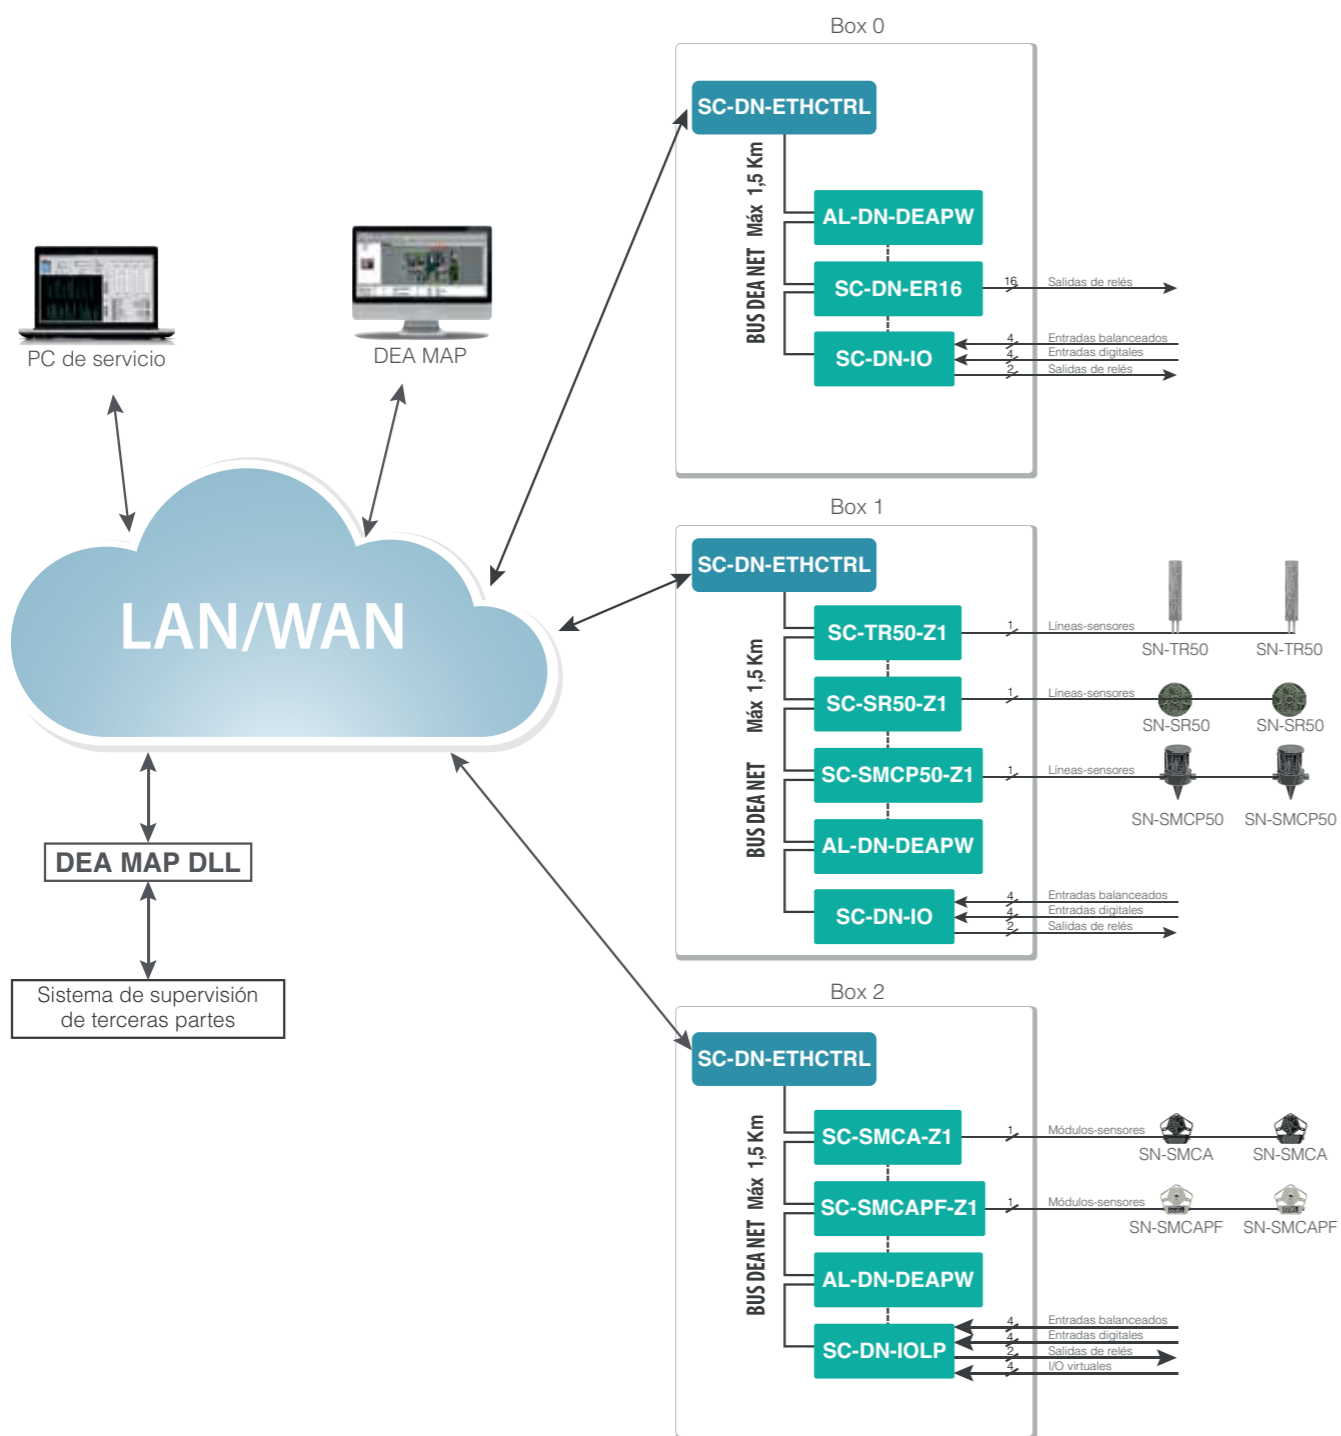 Box 0
SC-DN-ETHCTRL
BUS DEA NET Máx 1,5 Km
AL-DN-DEAPW
SC-DN-ER16
16
Salidas de relés
SC-DN-IO
4
Entradas balanceados
4
Entradas digitales
2
Salidas de relés
PC de servicio
DEA MAP
LAN/WAN
DEA MAP DLL
Sistema de supervisión
de terceras partes
Box 1
SC-DN-ETHCTRL
BUS DEA NET Máx 1,5 Km
SC-TR50-Z1
1
Líneas-sensores
SN-TR50
SN-TR50
SC-SR50-Z1
1
Líneas-sensores
SN-SR50
SN-SR50
SC-SMCP50-Z1
1
Líneas-sensores
SN-SMCP50
SN-SMCP50
AL-DN-DEAPW
SC-DN-IO
4
Entradas balanceados
4
Entradas digitales
2
Salidas de relés
Box 2
SC-DN-ETHCTRL
BUS DEA NET Máx 1,5 Km
SC-SMCA-Z1
1
Módulos-sensores
SN-SMCA
SN-SMCA
SC-SMCAPF-Z1
1
Módulos-sensores
SN-SMCAPF
SN-SMCAPF
AL-DN-DEAPW
SC-DN-IOLP
4
Entradas balanceados
4
Entradas digitales
2
Salidas de relés
4
I/O virtuales